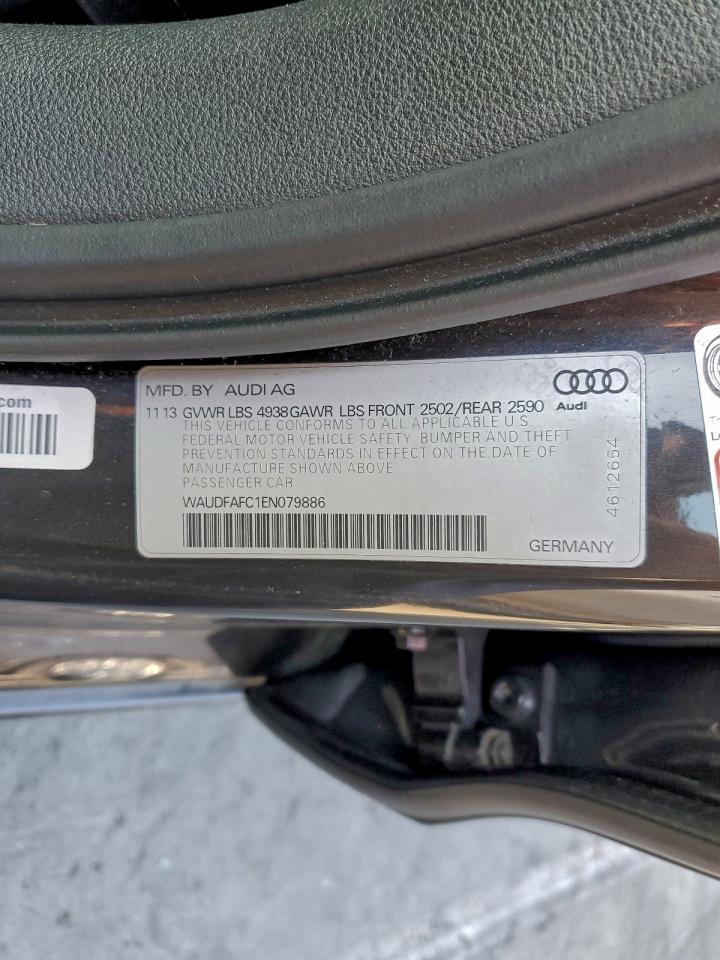 MFD. BY AUDI AG
11 13 GVWR LBS 4938 GAWR LBS FRONT 2502/REAR 2590
Audi
THIS VEHICLE CONFORMS TO ALL APPLICABLE U.S
FEDERAL MOTOR VEHICLE SAFETY, BUMPER AND THEFT
PREVENTION STANDARDS IN EFFECT ON THE DATE OF
MANUFACTURE SHOWN ABOVE
PASSENGER CAR
WAUDFAFC1EN079886
GERMANY
4612654
.com